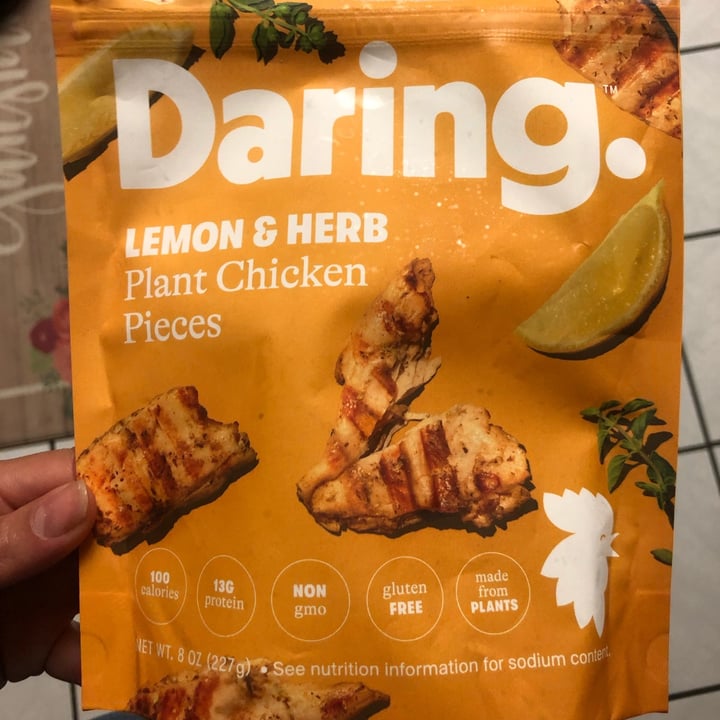 Daring.™
LEMON & HERB
Plant Chicken
Pieces
100
calories
13G
protein
NON
gmo
gluten
FREE
made
from
PLANTS
NET WT. 8 OZ (227g) • See nutrition information for sodium content.